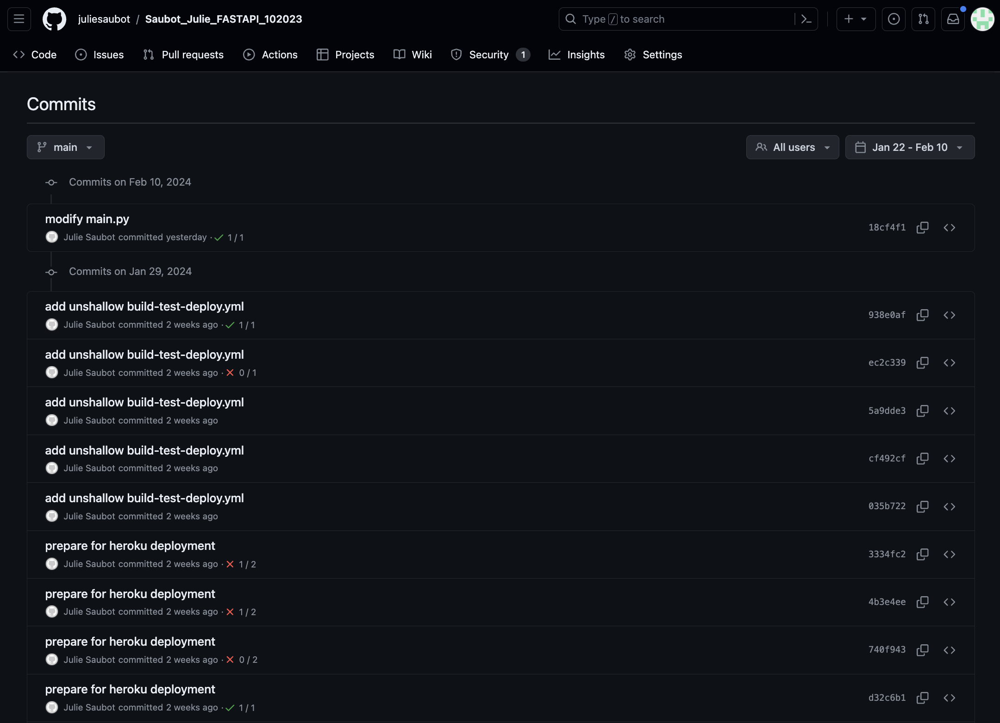 juliesaubot / Saubot_Julie_FASTAPI_102023
Type / to search
Code Issues Pull requests Actions Projects Wiki Security 1 Insights Settings
Commits
main All users Jan 22 - Feb 10
Commits on Feb 10, 2024
modify main.py
18cf4f1
Julie Saubot committed yesterday · 1 / 1
Commits on Jan 29, 2024
add unshallow build-test-deploy.yml
938e0af
Julie Saubot committed 2 weeks ago · 1 / 1
add unshallow build-test-deploy.yml
ec2c339
Julie Saubot committed 2 weeks ago · 0 / 1
add unshallow build-test-deploy.yml
5a9dde3
Julie Saubot committed 2 weeks ago
add unshallow build-test-deploy.yml
cf492cf
Julie Saubot committed 2 weeks ago
add unshallow build-test-deploy.yml
035b722
Julie Saubot committed 2 weeks ago
prepare for heroku deployment
3334fc2
Julie Saubot committed 2 weeks ago · 1 / 2
prepare for heroku deployment
4b3e4ee
Julie Saubot committed 2 weeks ago · 1 / 2
prepare for heroku deployment
740f943
Julie Saubot committed 2 weeks ago · 0 / 2
prepare for heroku deployment
d32c6b1
Julie Saubot committed 2 weeks ago · 1 / 1